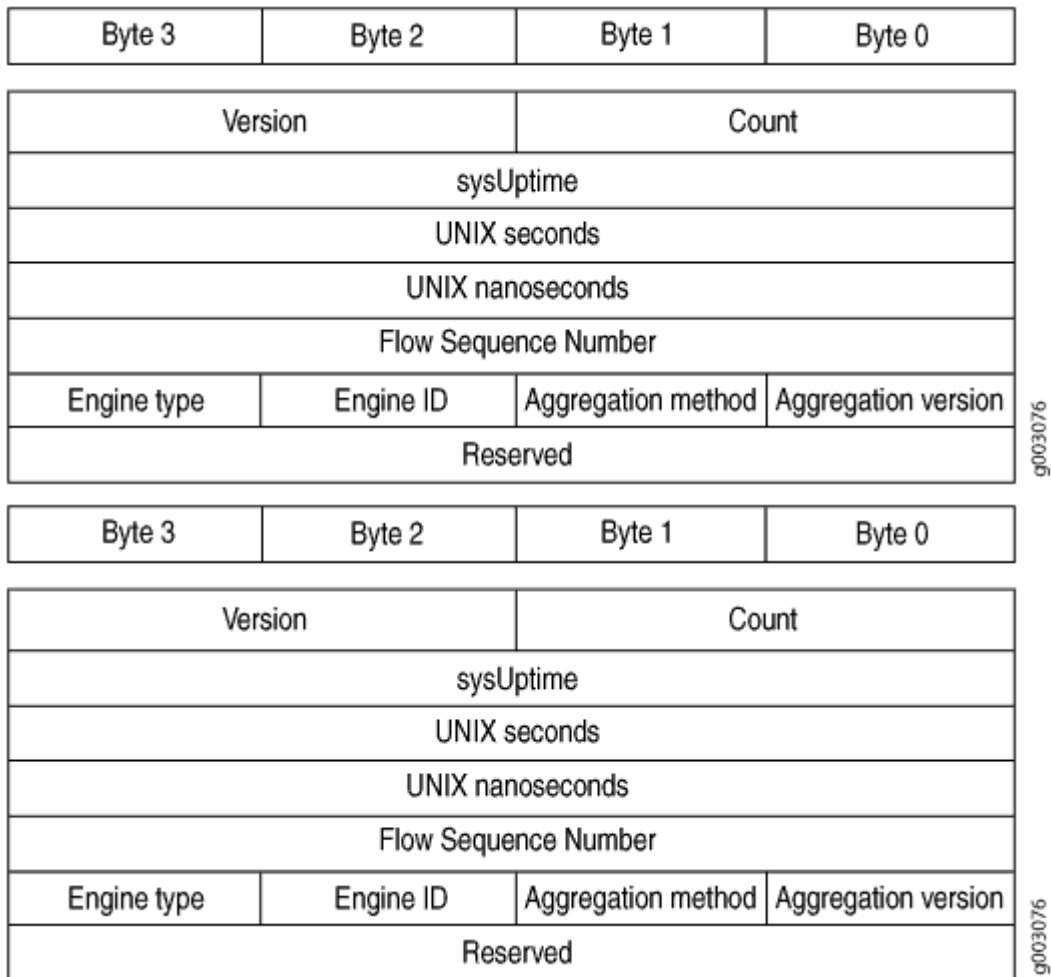 Byte 3 Byte 2 Byte 1 Byte 0
Version Count
sysUptime
UNIX seconds
UNIX nanoseconds
Flow Sequence Number
Engine type Engine ID Aggregation method Aggregation version
Reserved
g003076
Byte 3 Byte 2 Byte 1 Byte 0
Version Count
sysUptime
UNIX seconds
UNIX nanoseconds
Flow Sequence Number
Engine type Engine ID Aggregation method Aggregation version
Reserved
g003076